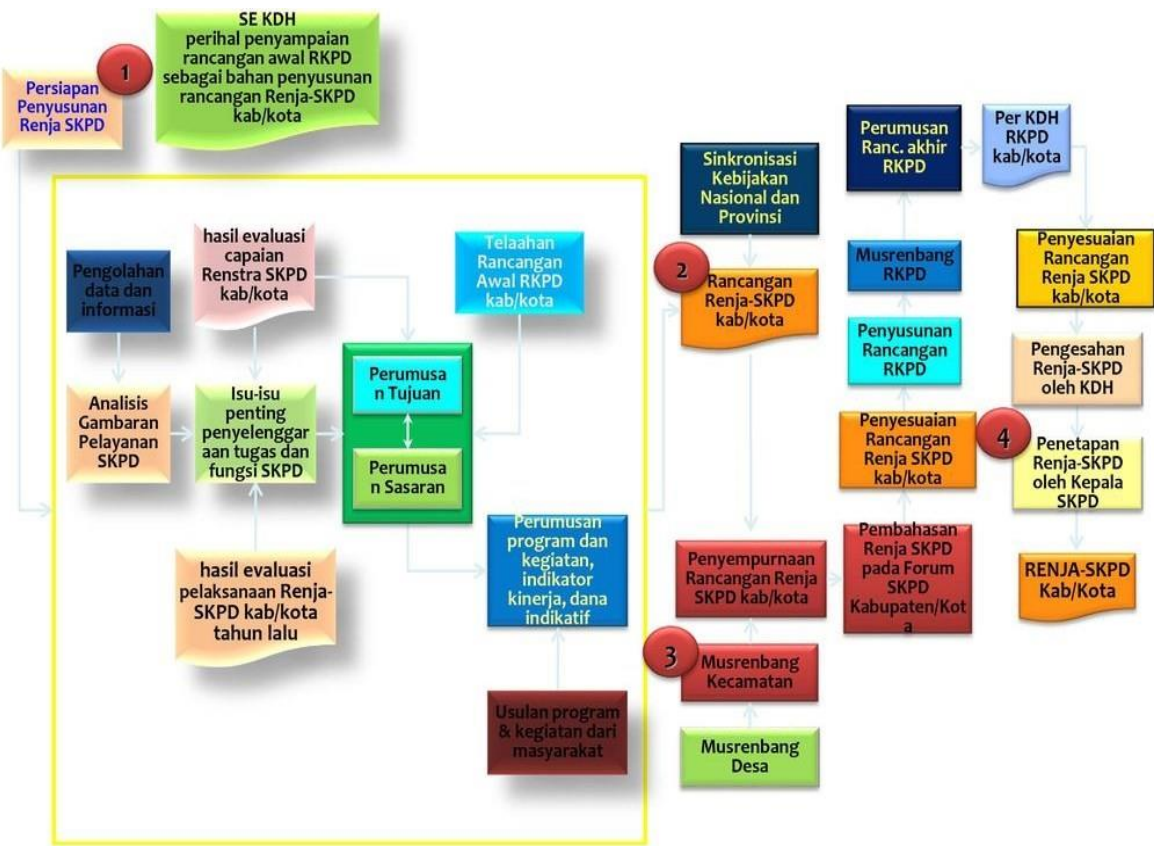 SE KDH
perihal penyampaian
rancangan awal RKPD
sebagai bahan penyusunan
rancangan Renja-SKPD
kab/kota
1
Persiapan
Penyusunan
Renja SKPD
Pengolahan
data dan
informasi
hasil evaluasi
capaian
Renstra SKPD
kab/kota
Telaahan
Rancangan
Awal RKPD
kab/kota
Analisis
Gambaran
Pelayanan
SKPD
Isu-isu
penting
penyelenggar
aan tugas dan
fungsi SKPD
Perumusa
n Tujuan
Perumusa
n Sasaran
hasil evaluasi
pelaksanaan Renja-
SKPD kab/kota
tahun lalu
Perumusan
program dan
kegiatan,
indikator
kinerja, dana
indikatif
Usulan program
& kegiatan dari
masyarakat
Sinkronisasi
Kebijakan
Nasional dan
Provinsi
2
Rancangan
Renja-SKPD
kab/kota
Penyempurnaan
Rancangan Renja
SKPD kab/kota
3
Musrenbang
Kecamatan
Musrenbang
Desa
Perumusan
Ranc. akhir
RKPD
Musrenbang
RKPD
Penyusunan
Rancangan
RKPD
Penyesuaian
Rancangan
Renja SKPD
kab/kota
Pembahasan
Renja SKPD
pada Forum
SKPD
Kabupaten/Kot
a
Per KDH
RKPD
kab/kota
Penyesuaian
Rancangan
Renja SKPD
kab/kota
Pengesahan
Renja-SKPD
oleh KDH
4
Penetapan
Renja-SKPD
oleh Kepala
SKPD
RENJA-SKPD
Kab/Kota